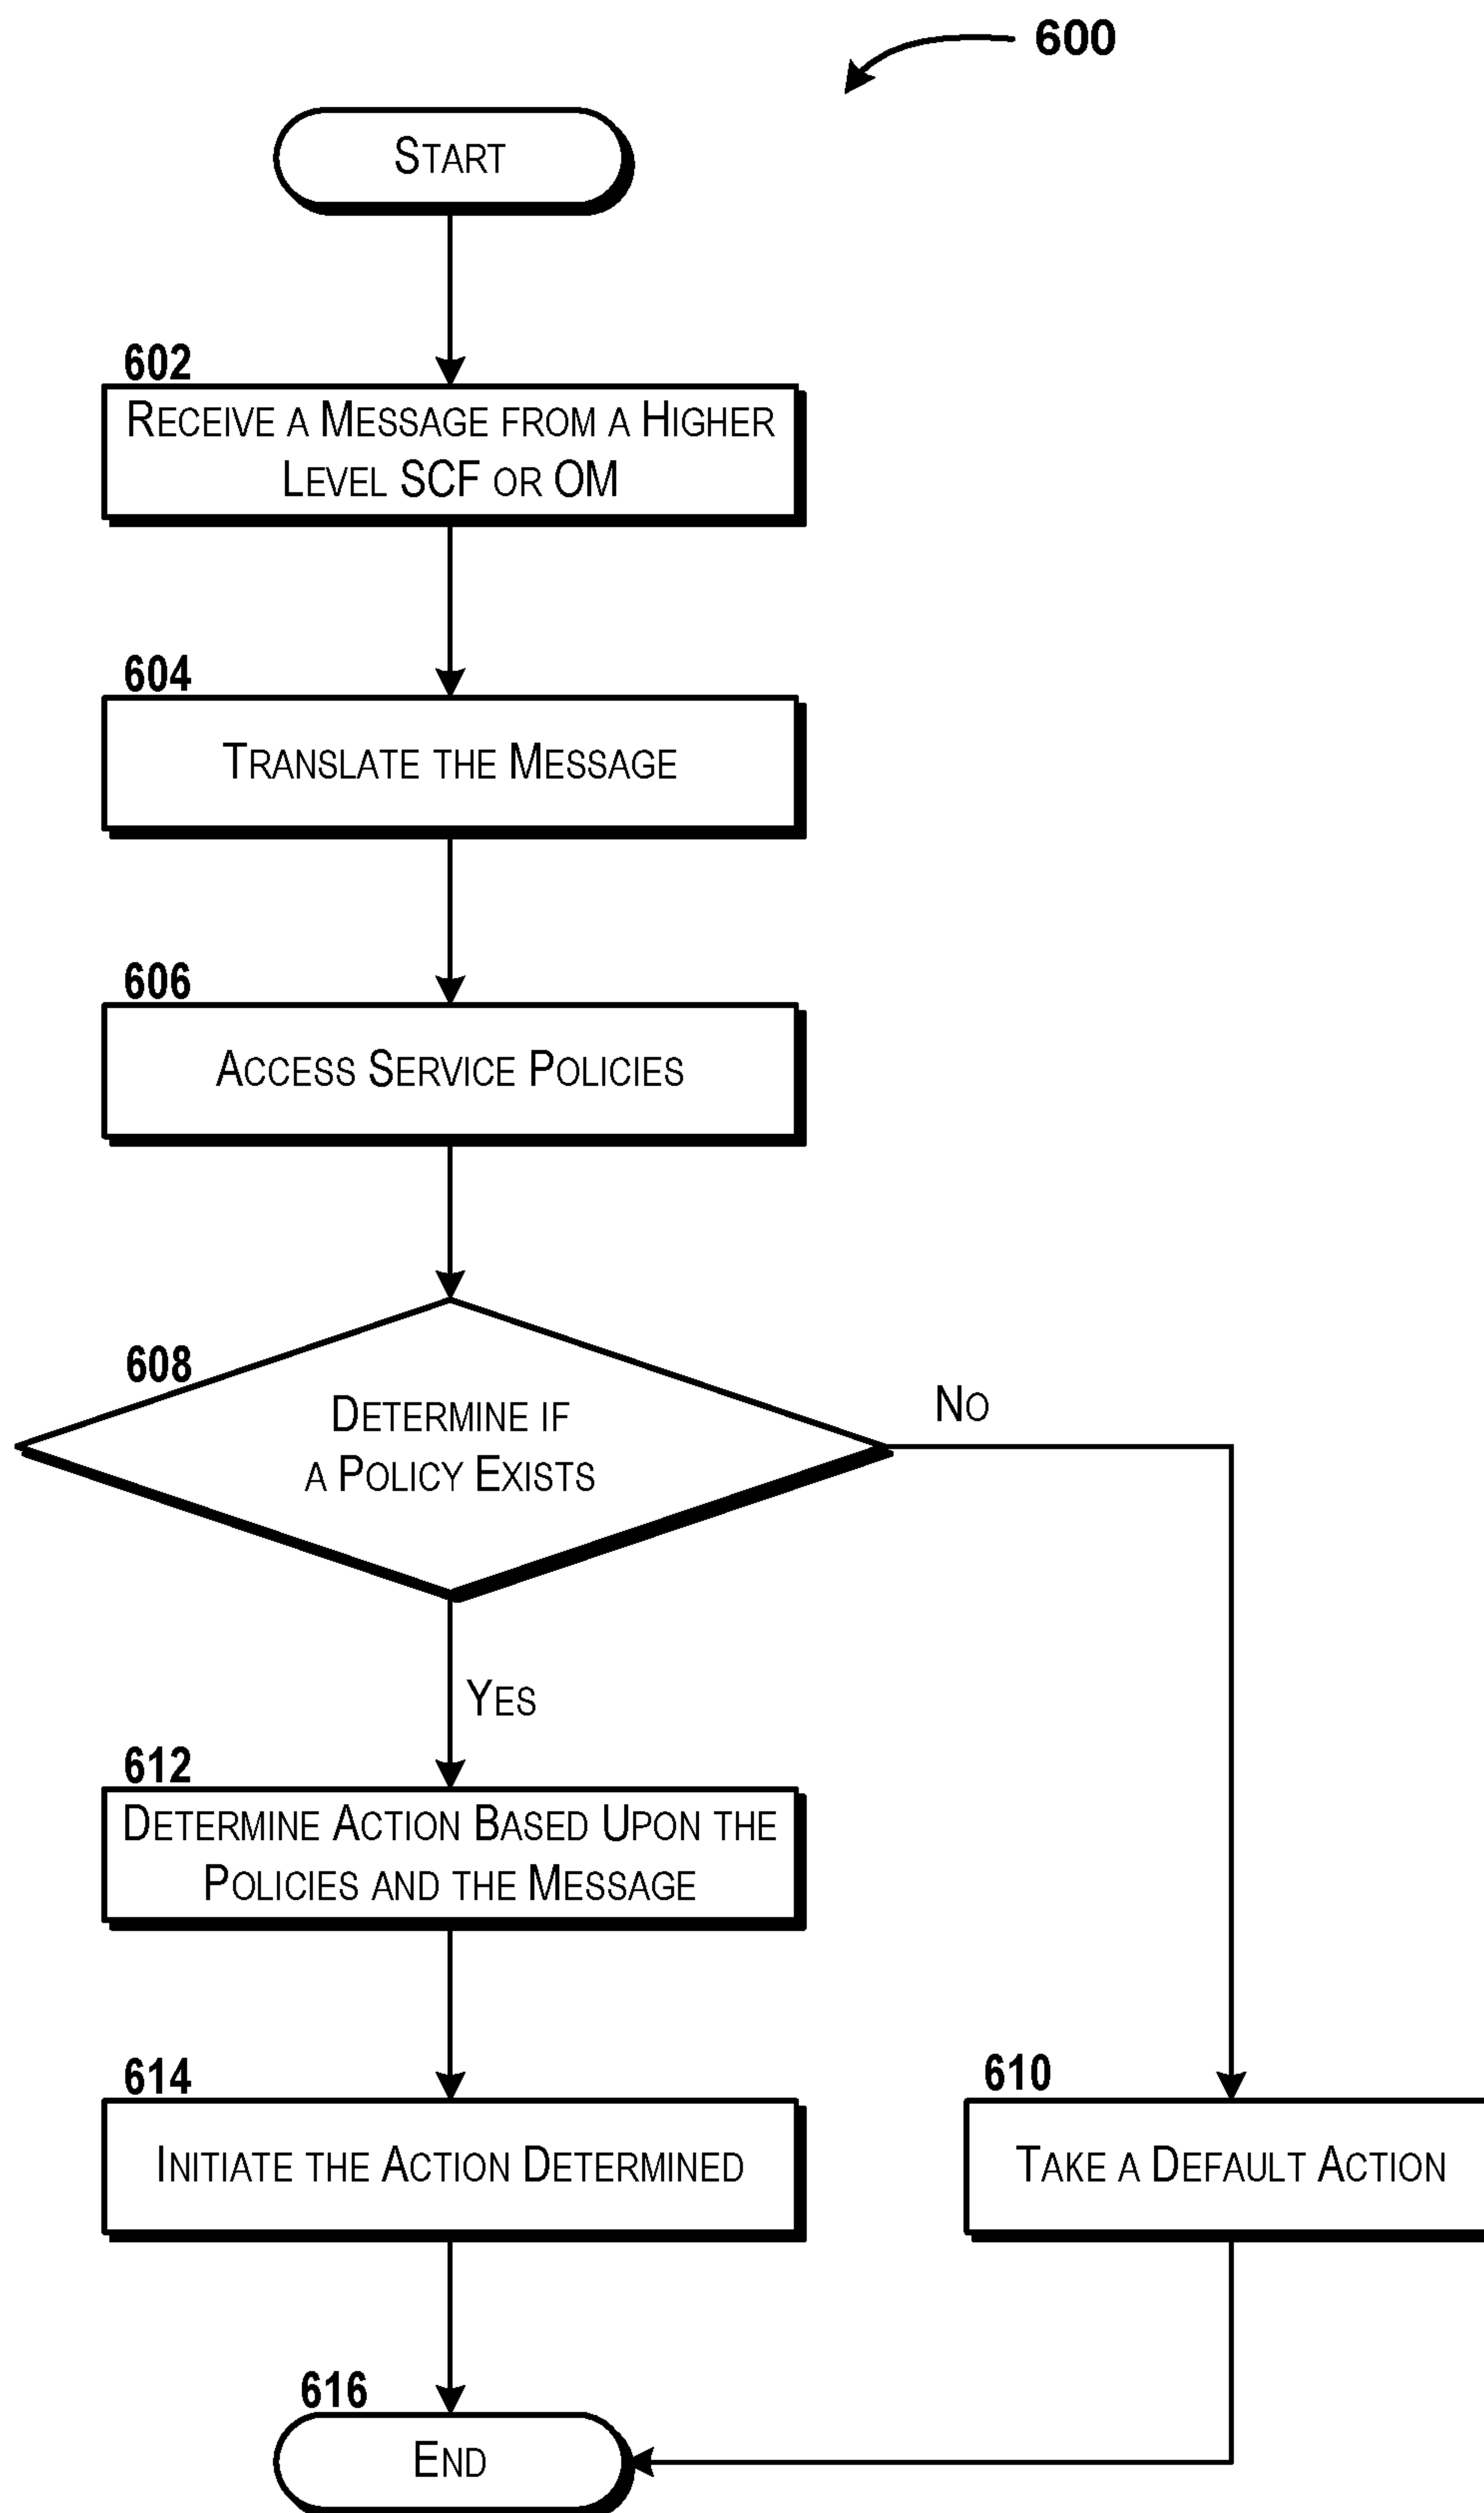 600
START
602
RECEIVE A MESSAGE FROM A HIGHER
LEVEL SCF OR OM
604
TRANSLATE THE MESSAGE
606
ACCESS SERVICE POLICIES
608
DETERMINE IF
A POLICY EXISTS
NO
YES
612
DETERMINE ACTION BASED UPON THE
POLICIES AND THE MESSAGE
614
INITIATE THE ACTION DETERMINED
610
TAKE A DEFAULT ACTION
616
END